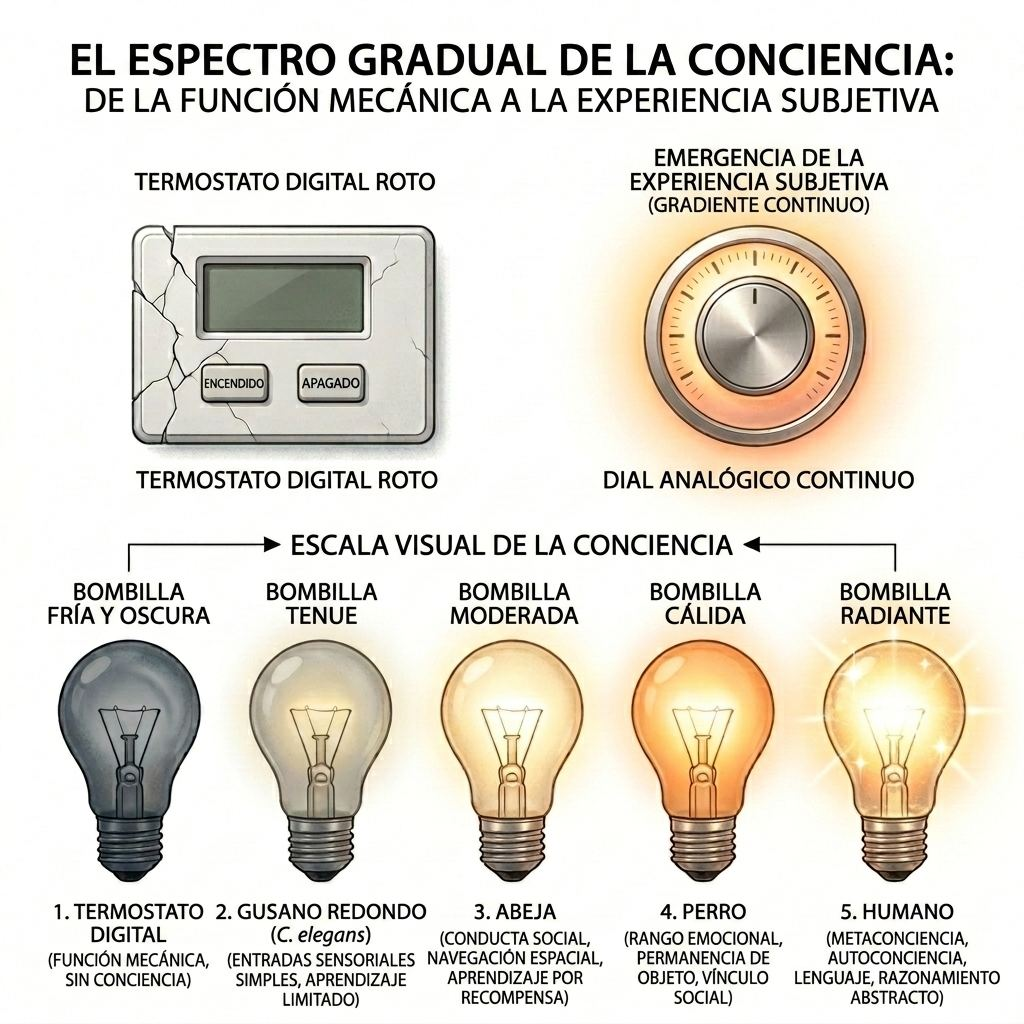 EL ESPECTRO GRADUAL DE LA CONCIENCIA:
DE LA FUNCIÓN MECÁNICA A LA EXPERIENCIA SUBJETIVA
TERMOSTATO DIGITAL ROTO
ENCENDIDO
APAGADO
TERMOSTATO DIGITAL ROTO
EMERGENCIA DE LA
EXPERIENCIA SUBJETIVA
(GRADIENTE CONTINUO)
DIAL ANALÓGICO CONTINUO
ESCALA VISUAL DE LA CONCIENCIA
BOMBILLA
FRÍA Y OSCURA
BOMBILLA
TENUE
BOMBILLA
MODERADA
BOMBILLA
CÁLIDA
BOMBILLA
RADIANTE
1. TERMOSTATO
DIGITAL
(FUNCIÓN MECÁNICA,
SIN CONCIENCIA)
2. GUSANO REDONDO
(C. elegans)
(ENTRADAS SENSORIALES
SIMPLES, APRENDIZAJE
LIMITADO)
3. ABEJA
(CONDUCTA SOCIAL,
NAVEGACIÓN ESPACIAL,
APRENDIZAJE POR
RECOMPENSA)
4. PERRO
(RANGO EMOCIONAL,
PERMANENCIA DE
OBJETO, VÍNCULO
SOCIAL)
5. HUMANO
(METACONCIENCIA,
AUTOCONCIENCIA,
LENGUAJE, RAZONAMIENTO
ABSTRACTO)